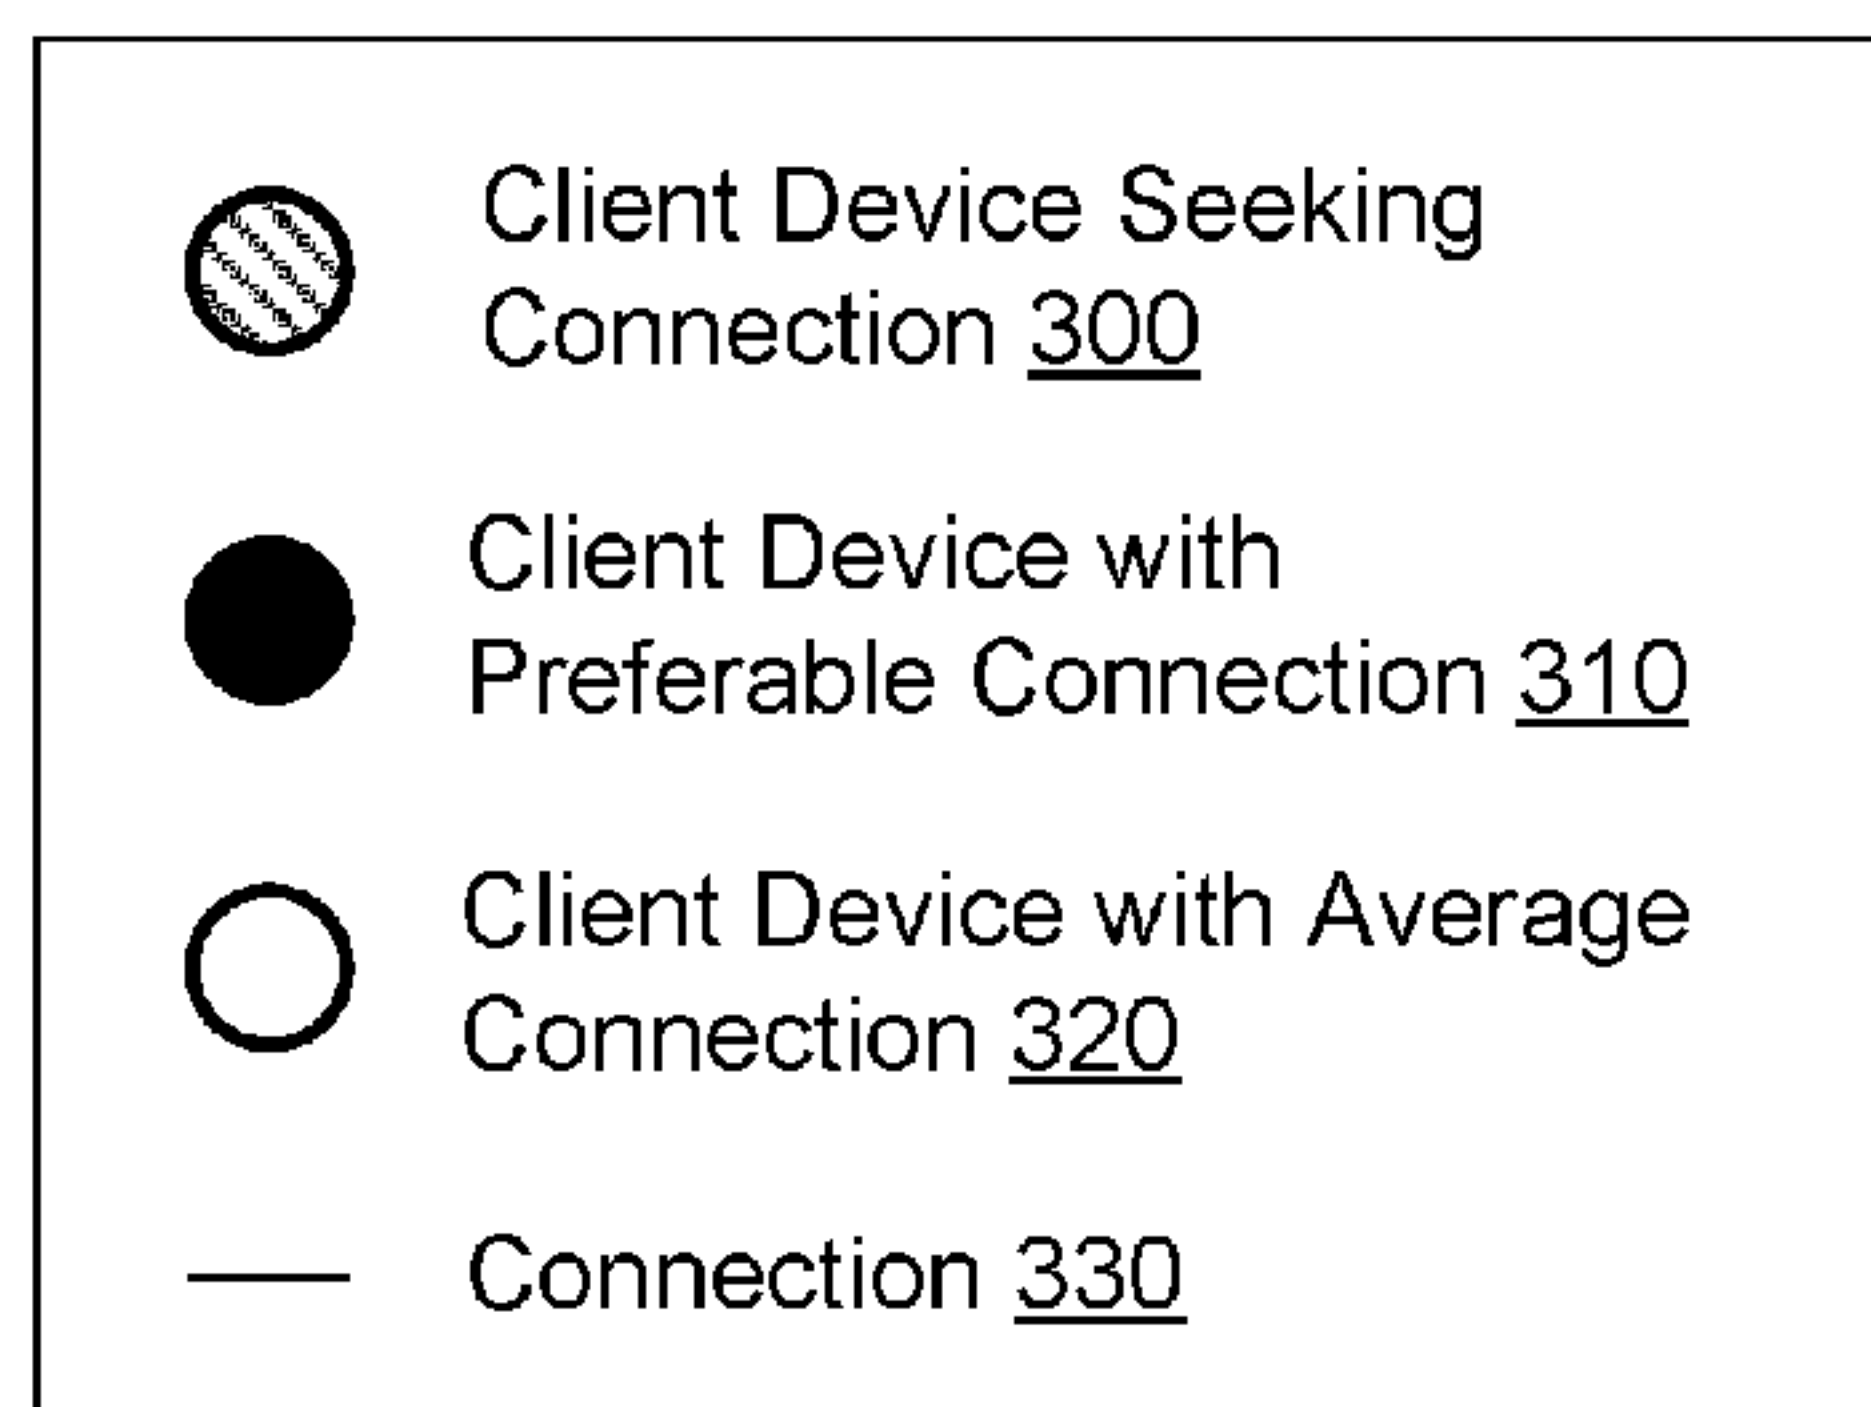 Client Device Seeking
Connection 300
Client Device with
Preferable Connection 310
Client Device with Average
Connection 320
Connection 330